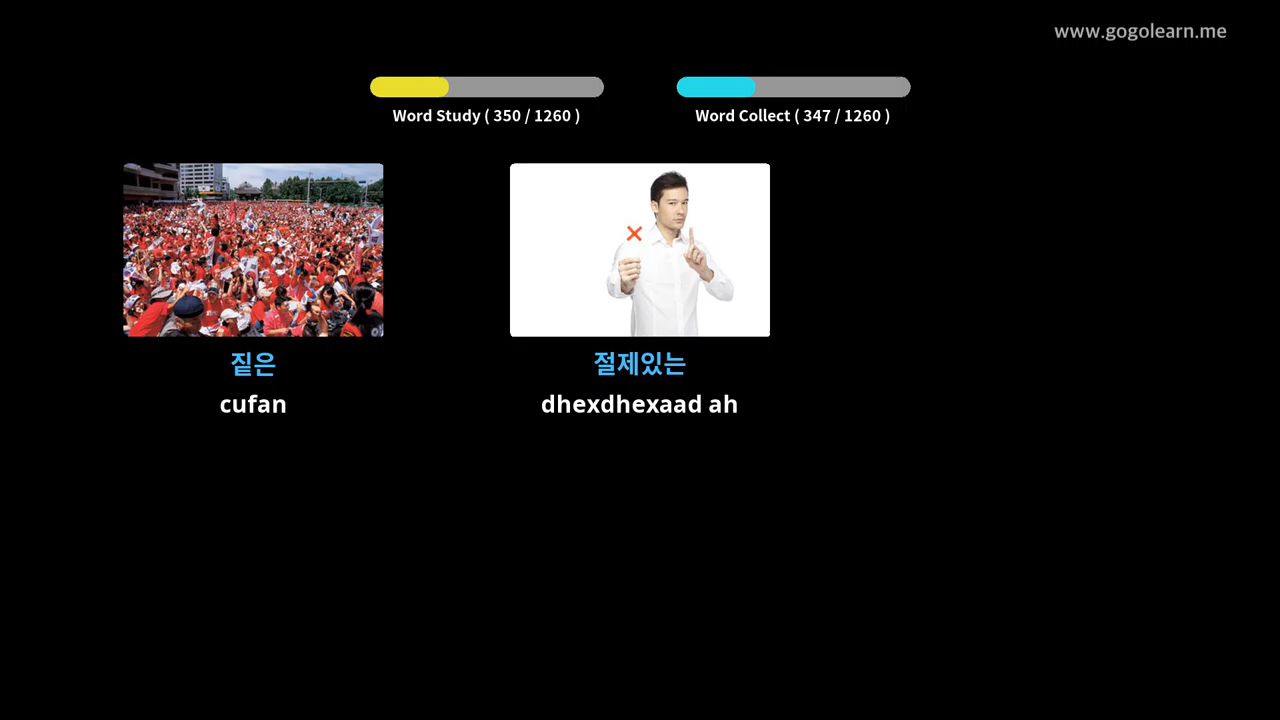 www.gogolearn.me
Word Study ( 350 / 1260 )
Word Collect ( 347 / 1260 )
짙은
cufan
절제있는
dhexdhexaad ah